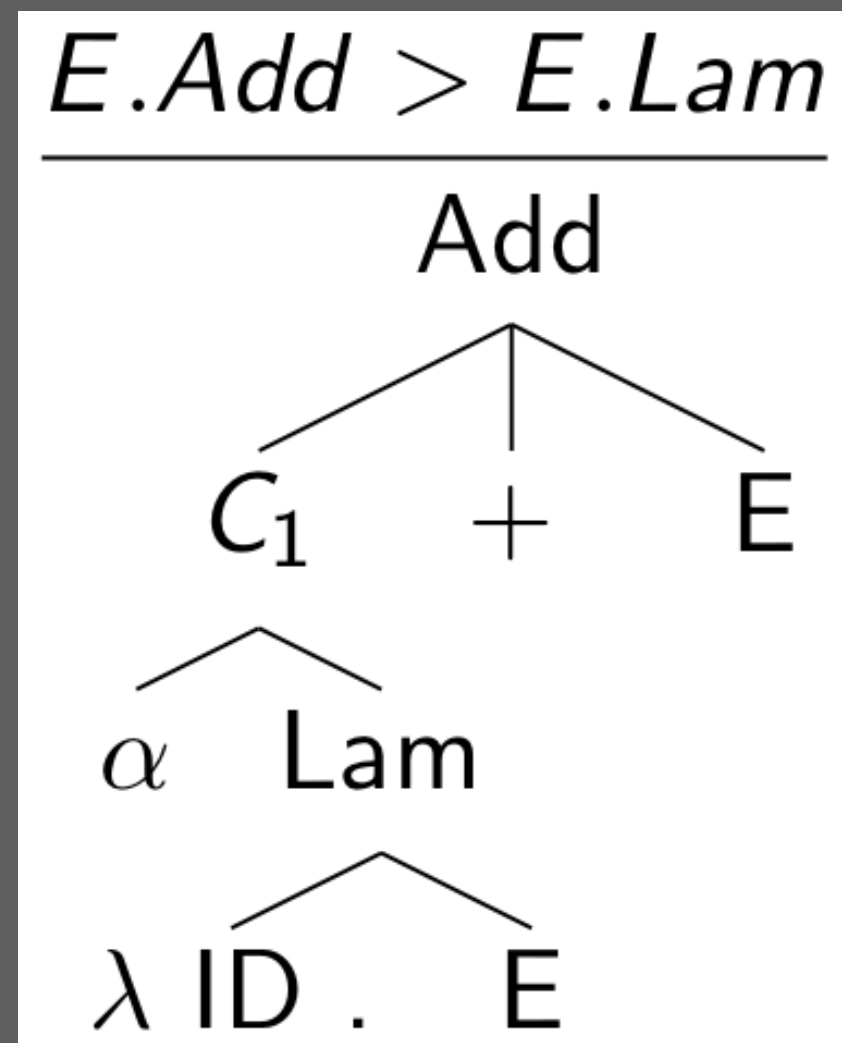 E.Add > E.Lam
Add
C₁ + E
α Lam
λ ID . E